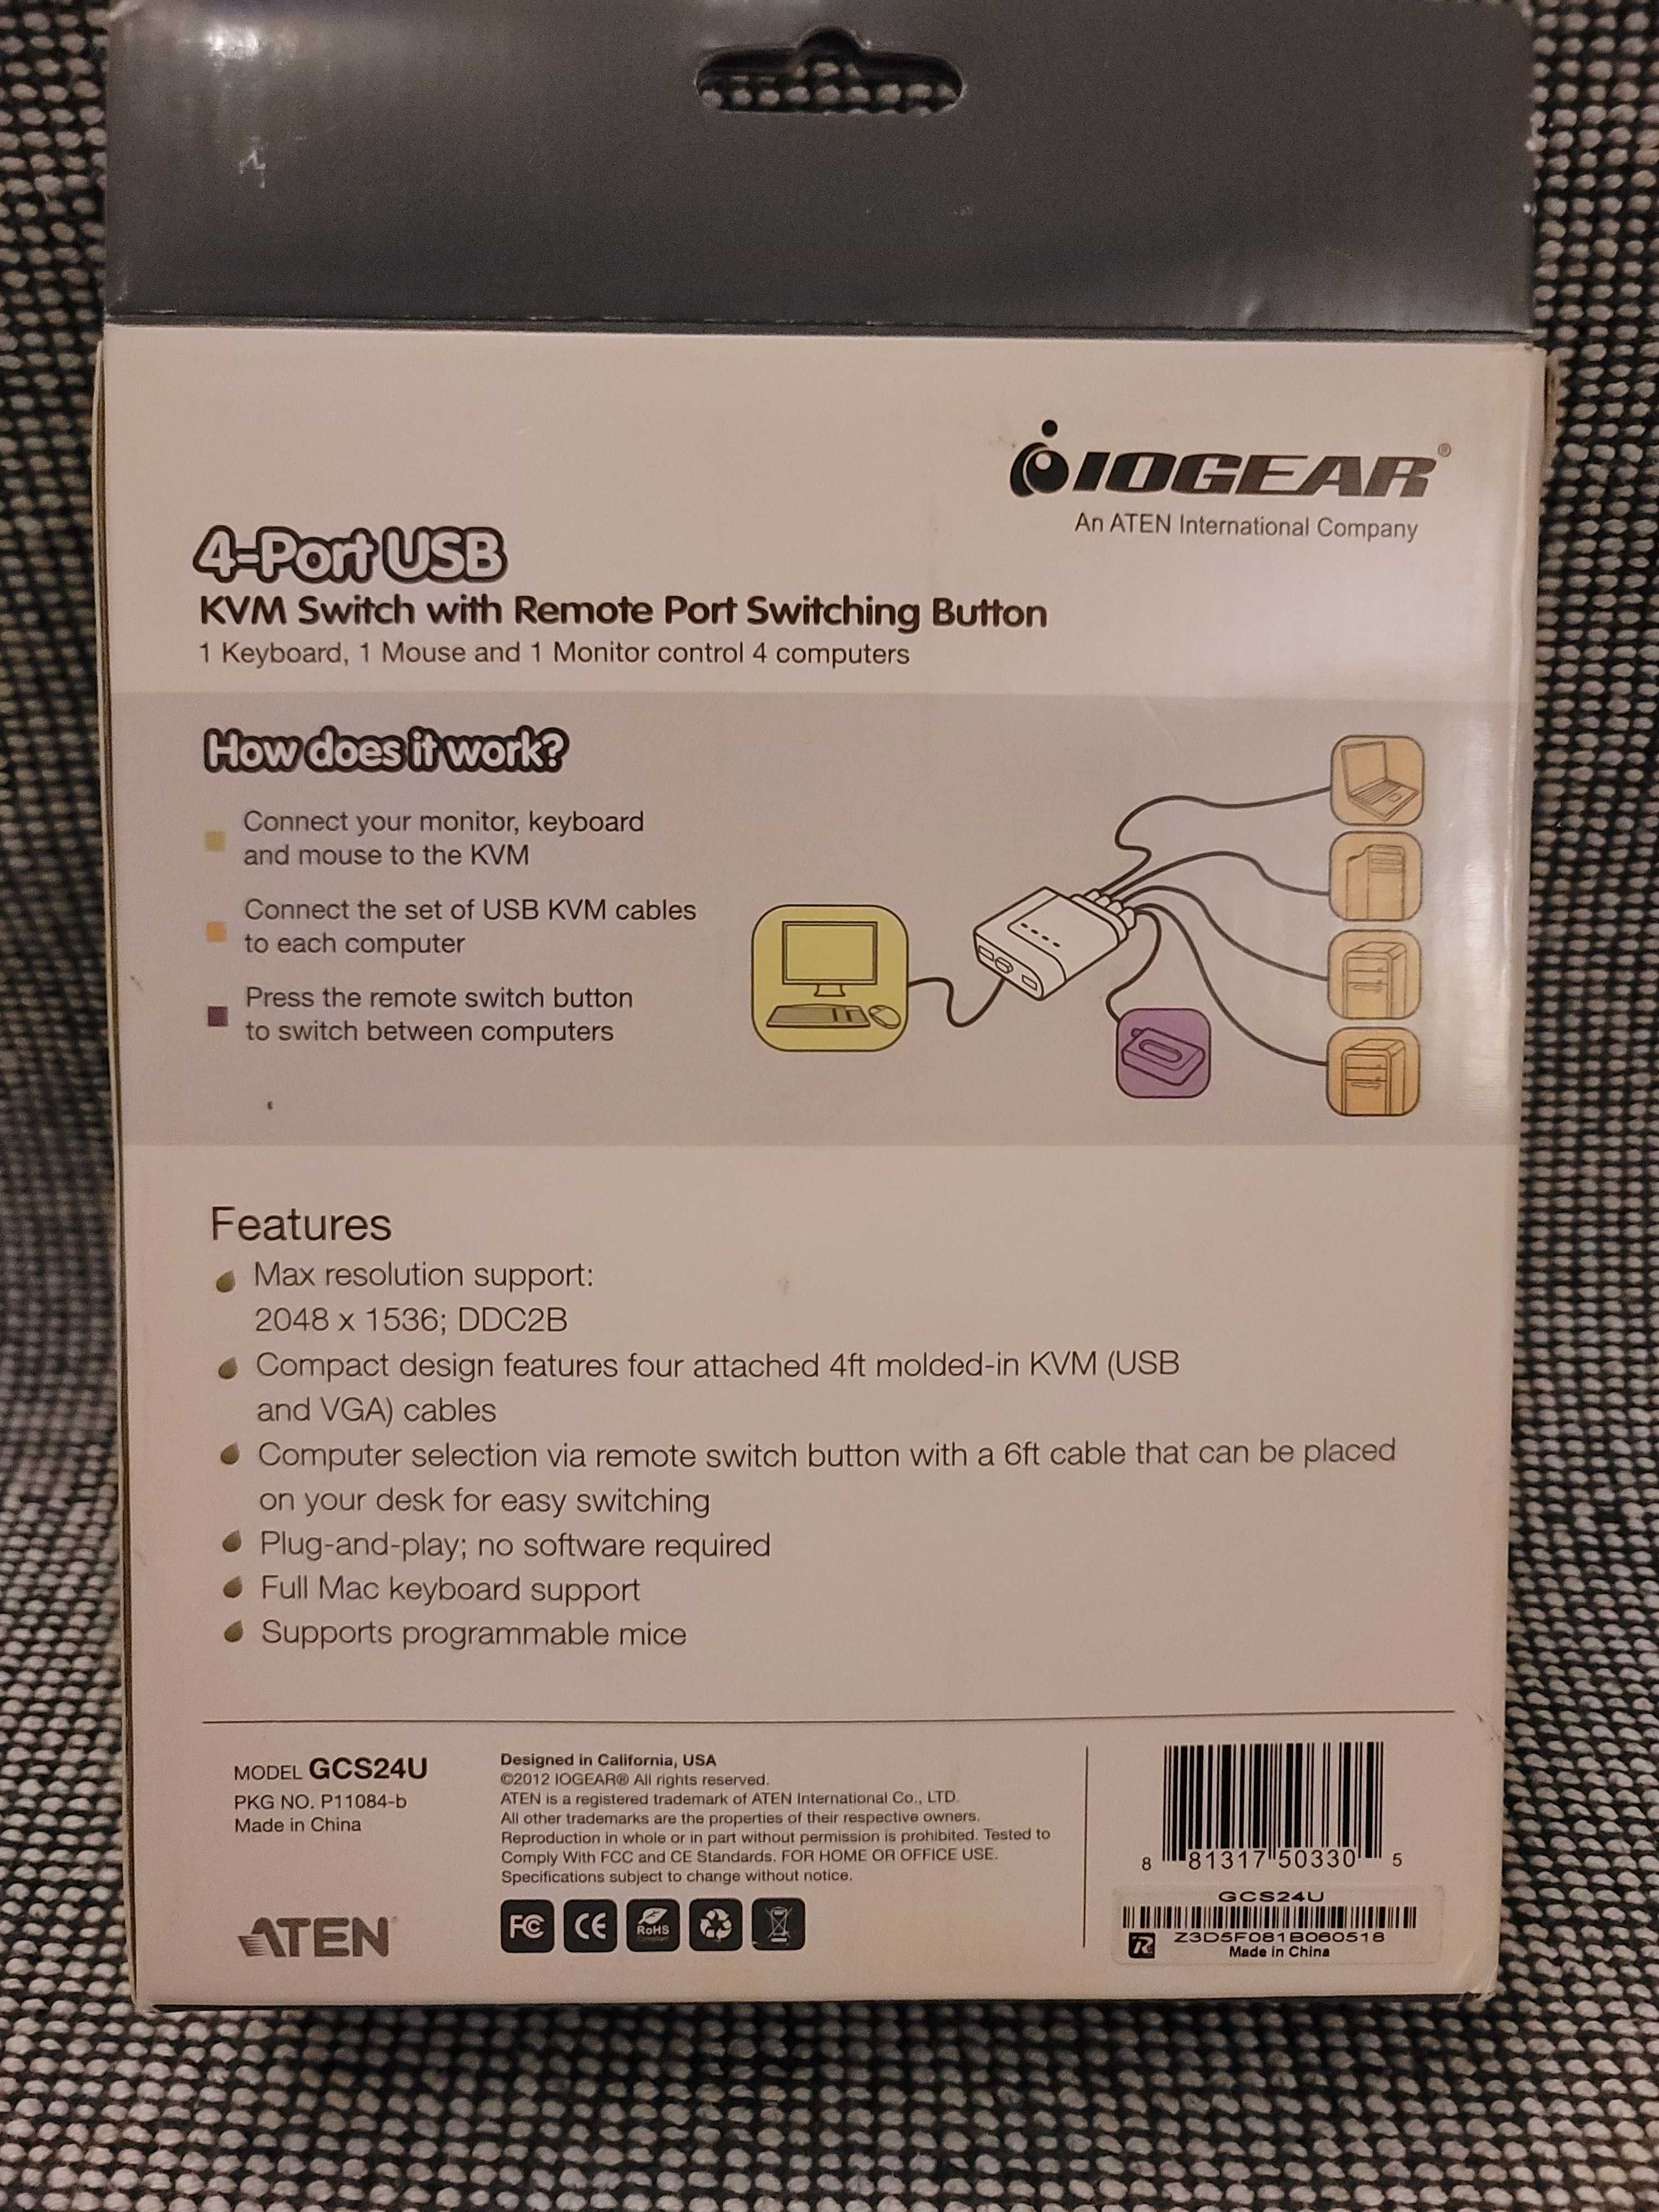 IOGEAR®
An ATEN International Company
4-Port USB
KVM Switch with Remote Port Switching Button
1 Keyboard, 1 Mouse and 1 Monitor control 4 computers
How does it work?
Connect your monitor, keyboard
and mouse to the KVM
Connect the set of USB KVM cables
to each computer
Press the remote switch button
to switch between computers
Features
Max resolution support:
2048 x 1536; DDC2B
Compact design features four attached 4ft molded-in KVM (USB
and VGA) cables
Computer selection via remote switch button with a 6ft cable that can be placed
on your desk for easy switching
Plug-and-play; no software required
Full Mac keyboard support
Supports programmable mice
MODEL GCS24U
PKG NO. P11084-b
Made in China
ATEN
Designed in California, USA
©2012 IOGEAR® All rights reserved.
ATEN is a registered trademark of ATEN International Co., LTD.
All other trademarks are the properties of their respective owners.
Reproduction in whole or in part without permission is prohibited. Tested to
Comply With FCC and CE Standards. FOR HOME OR OFFICE USE.
Specifications subject to change without notice.
FC CE RoHS
Compliant
8 81317 50330 5
GCS24U
Z3D5F081B060518
Made in China